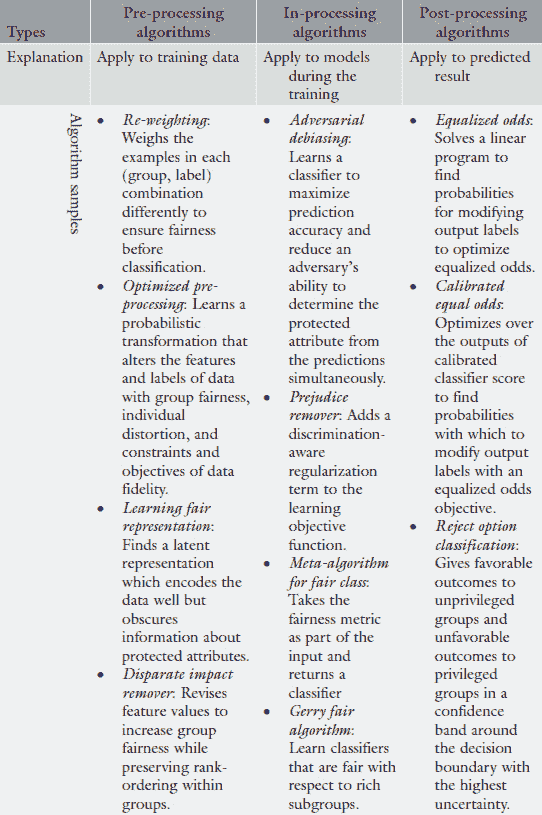 Types
Pre-processing
algorithms
In-processing
algorithms
Post-processing
algorithms
Explanation
Apply to training data
Apply to models
during the
training
Apply to predicted
result
Algorithm samples
• Re-weighting:
Weighs the
examples in each
(group, label)
combination
differently to
ensure fairness
before
classification.
• Optimized pre-
processing: Learns a
probabilistic
transformation that
alters the features
and labels of data
with group fairness,
individual
distortion, and
constraints and
objectives of data
fidelity.
• Learning fair
representation:
Finds a latent
representation
which encodes the
data well but
obscures
information about
protected attributes.
• Disparate impact
remover: Revises
feature values to
increase group
fairness while
preserving rank-
ordering within
groups.
• Adversarial
debiasing:
Learns a
classifier to
maximize
prediction
accuracy and
reduce an
adversary’s
ability to
determine the
protected
attribute from
the predictions
simultaneously.
• Prejudice
remover: Adds a
discrimination-
aware
regularization
term to the
learning
objective
function.
• Meta-algorithm
for fair class:
Takes the
fairness metric
as part of the
input and
returns a
classifier
• Gerry fair
algorithm:
Learn classifiers
that are fair with
respect to rich
subgroups.
• Equalized odds:
Solves a linear
program to
find
probabilities
for modifying
output labels
to optimize
equalized odds.
• Calibrated
equal odds:
Optimizes over
the outputs of
calibrated
classifier score
to find
probabilities
with which to
modify output
labels with an
equalized odds
objective.
• Reject option
classification:
Gives favorable
outcomes to
unprivileged
groups and
unfavorable
outcomes to
privileged
groups in a
confidence
band around
the decision
boundary with
the highest
uncertainty.